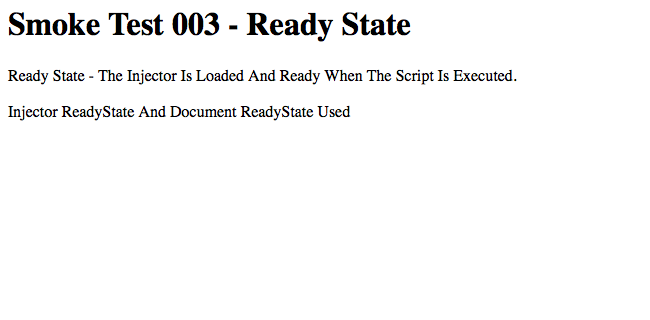 Smoke Test 003 - Ready State
Ready State - The Injector Is Loaded And Ready When The Script Is Executed.
Injector ReadyState And Document ReadyState Used